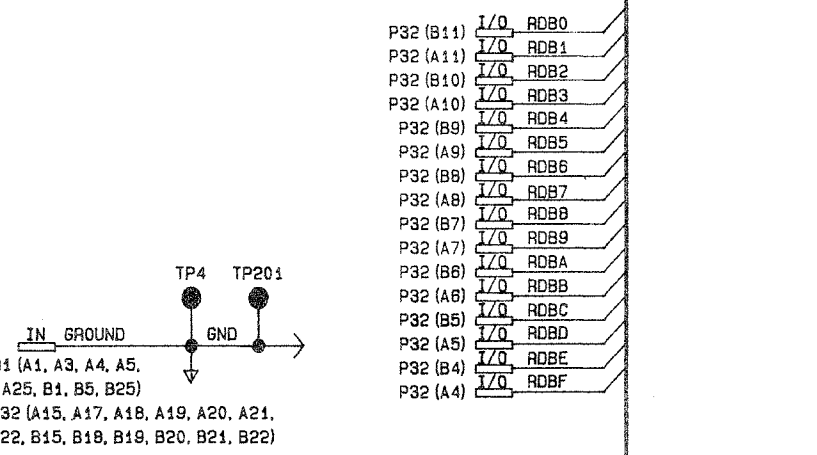 P32 (B11) I/O RDB0
P32 (A11) I/O RDB1
P32 (B10) I/O RDB2
P32 (A10) I/O RDB3
P32 (B9) I/O RDB4
P32 (A9) I/O RDB5
P32 (B8) I/O RDB6
P32 (A8) I/O RDB7
P32 (B7) I/O RDB8
P32 (A7) I/O RDB9
P32 (B6) I/O RDBA
P32 (A6) I/O RDBB
P32 (B5) I/O RDBC
P32 (A5) I/O RDBD
P32 (B4) I/O RDBE
P32 (A4) I/O RDBF
TP4 TP201
IN GROUND GND
1 (A1, A3, A4, A5,
A25, B1, B5, B25)
32 (A15, A17, A18, A19, A20, A21,
22, B15, B18, B19, B20, B21, B22)